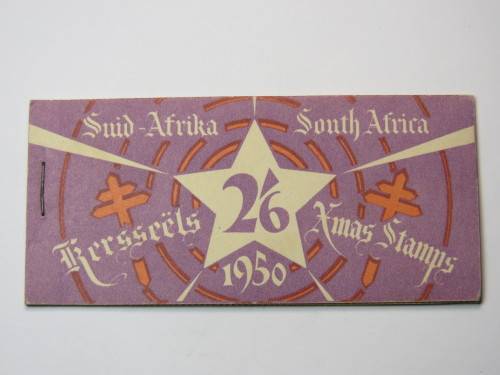 Suid-Afrika South Africa
2/6
Kersseëls Xmas Stamps
1950